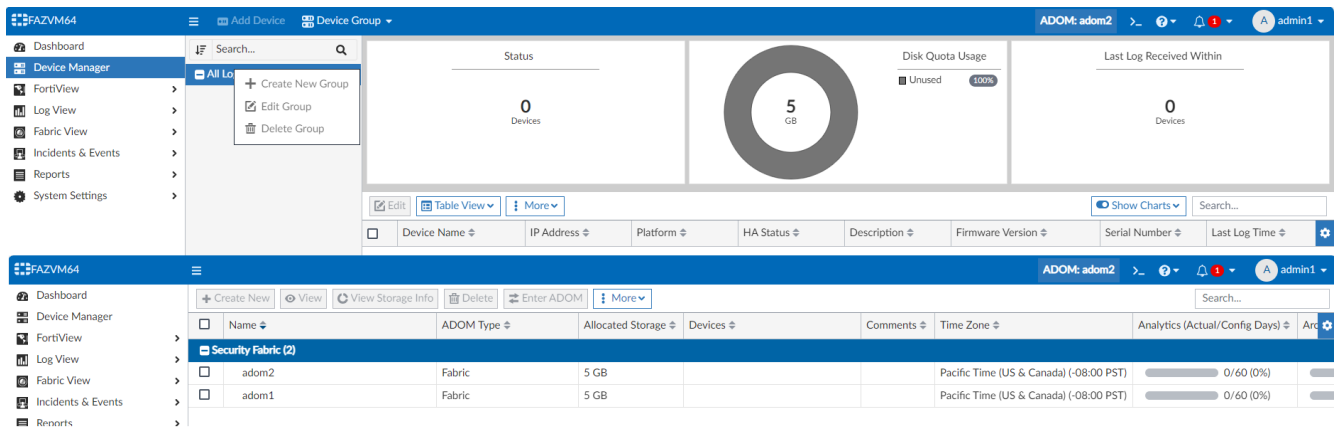 FAZVM64 Add Device Device Group ADOM: adom2 >_ 1 A admin1
Dashboard
Device Manager
FortiView
Log View
Fabric View
Incidents & Events
Reports
System Settings
Search...
All Lo
Create New Group
Edit Group
Delete Group
Status
0
Devices
5
GB
Disk Quota Usage
Unused 100%
Last Log Received Within
0
Devices
Edit Table View More Show Charts Search...
Device Name IP Address Platform HA Status Description Firmware Version Serial Number Last Log Time
FAZVM64 ADOM: adom2 >_ 1 A admin1
Dashboard
Device Manager
FortiView
Log View
Fabric View
Incidents & Events
Reports
Create New View View Storage Info Delete Enter ADOM More Search...
Name ADOM Type Allocated Storage Devices Comments Time Zone Analytics (Actual/Config Days) Arc
Security Fabric (2)
adom2 Fabric 5 GB Pacific Time (US & Canada) (-08:00 PST) 0/60 (0%)
adom1 Fabric 5 GB Pacific Time (US & Canada) (-08:00 PST) 0/60 (0%)